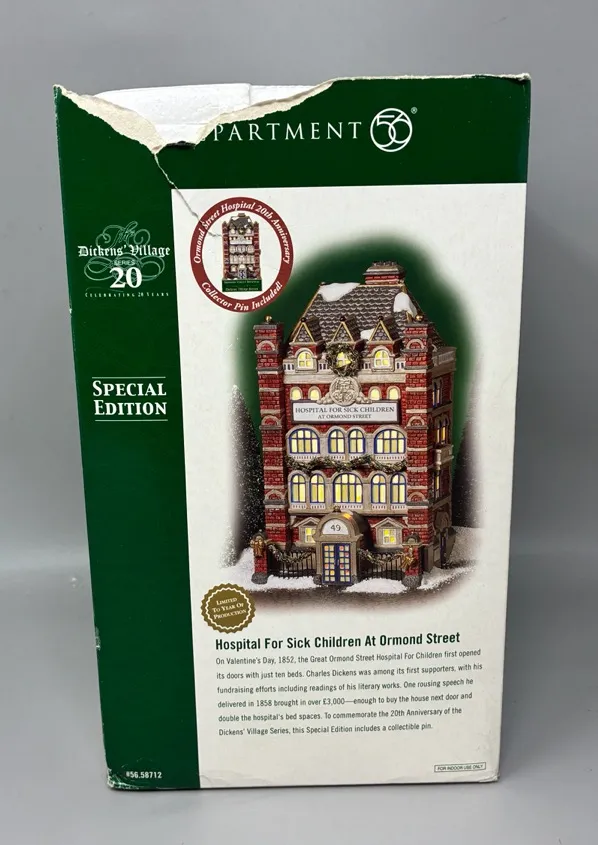 PARTMENT 56®
Ormond Street Hospital 20th Anniversary
Collector Pin Included!
The
Dickens' Village
SERIES
20
CELEBRATING 20 YEARS
SPECIAL
EDITION
HOSPITAL FOR SICK CHILDREN
AT ORMOND STREET
49
LIMITED
TO YEAR OF
PRODUCTION
Hospital For Sick Children At Ormond Street
On Valentine's Day, 1852, the Great Ormond Street Hospital For Children first opened
its doors with just ten beds. Charles Dickens was among its first supporters, with his
fundraising efforts including readings of his literary works. One rousing speech he
delivered in 1858 brought in over £3,000—enough to buy the house next door and
double the hospital's bed spaces. To commemorate the 20th Anniversary of the
Dickens' Village Series, this Special Edition includes a collectible pin.
#56.58712
FOR INDOOR USE ONLY